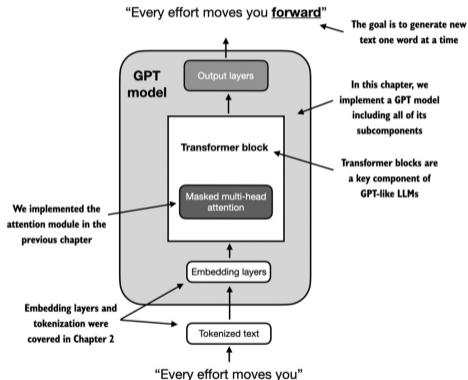 “Every effort moves you forward”
The goal is to generate new
text one word at a time
GPT
model
Output layers
In this chapter, we
implement a GPT model
including all of its
subcomponents
Transformer block
Transformer blocks are
a key component of
GPT-like LLMs
Masked multi-head
attention
We implemented the
attention module in the
previous chapter
Embedding layers
Embedding layers and
tokenization were
covered in Chapter 2
Tokenized text
“Every effort moves you”